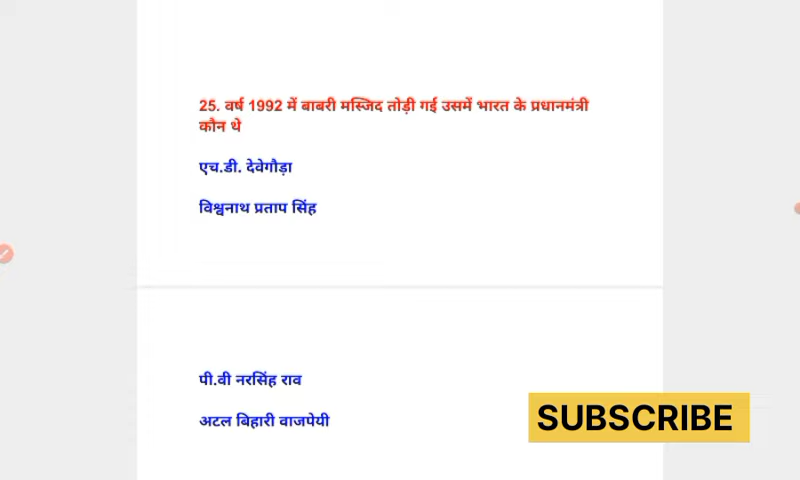 25. वर्ष 1992 में बाबरी मस्जिद तोड़ी गई उसमें भारत के प्रधानमंत्री
कौन थे
एच.डी. देवेगौड़ा
विश्वनाथ प्रताप सिंह
पी.वी नरसिंह राव
अटल बिहारी वाजपेयी
SUBSCRIBE